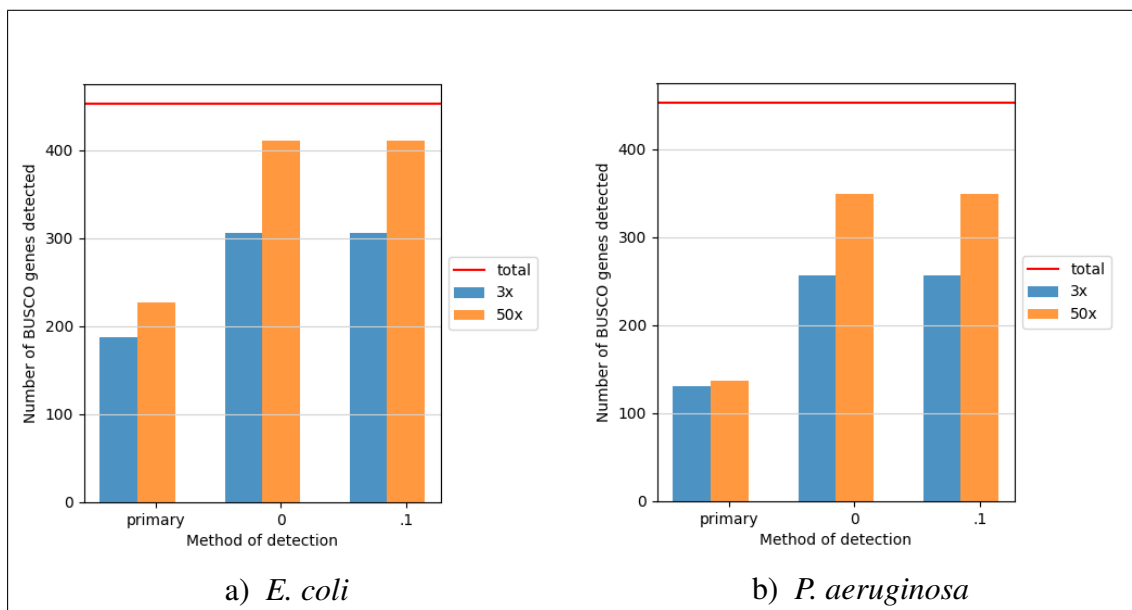 Number of BUSCO genes detected
400
300
200
100
0
primary
0
.1
Method of detection
total
3x
50x
a) E. coli
Number of BUSCO genes detected
400
300
200
100
0
primary
0
.1
Method of detection
total
3x
50x
b) P. aeruginosa